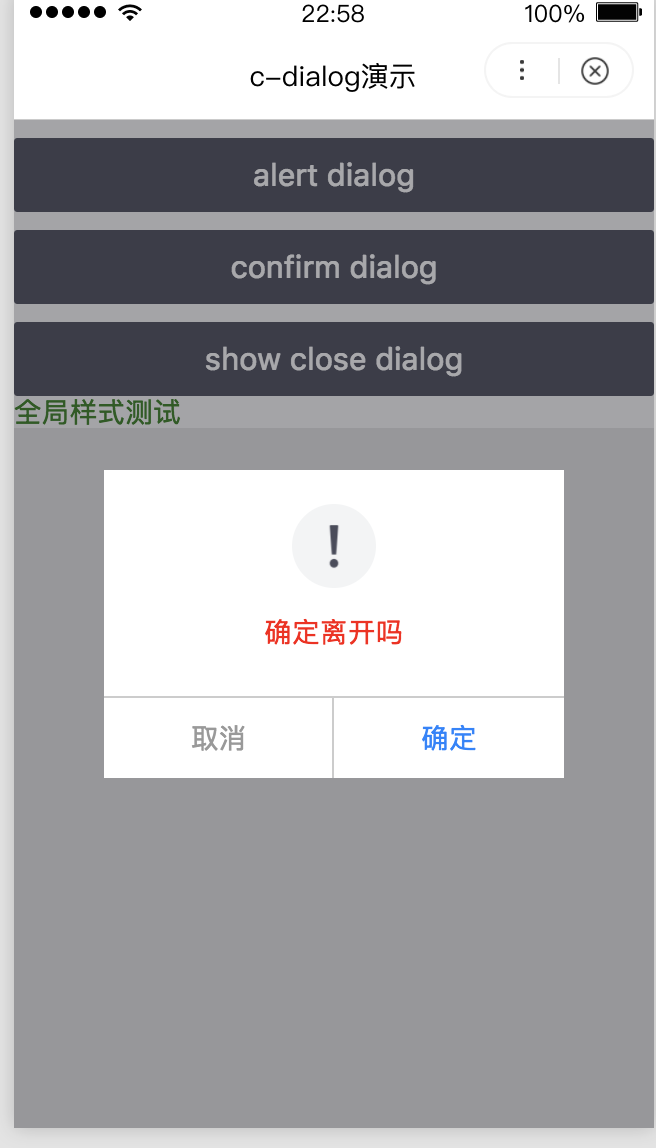 22:58
100%
c-dialog演示
alert dialog
confirm dialog
show close dialog
全局样式测试
!
确定离开吗
取消
确定